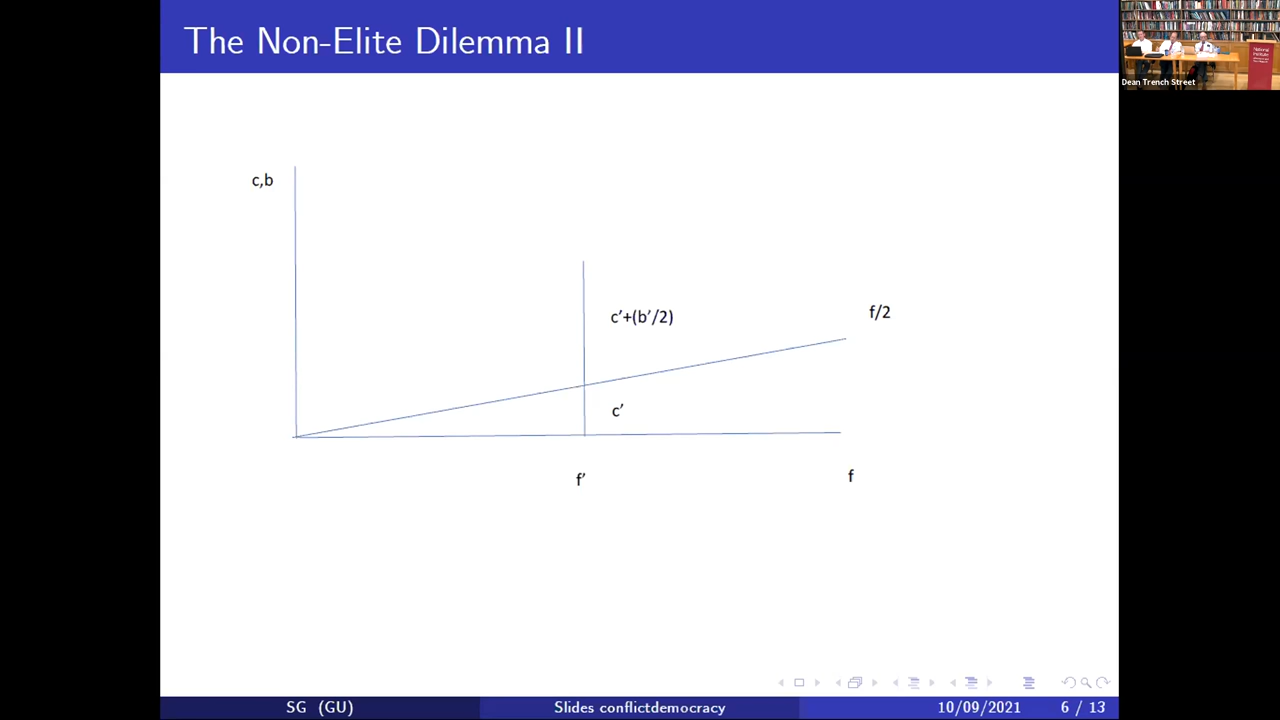 The Non-Elite Dilemma II
Dean Trench Street
c,b
c’+(b’/2)
f/2
c’
f’
f
SG (GU)
Slides conflictdemocracy
10/09/2021
6 / 13